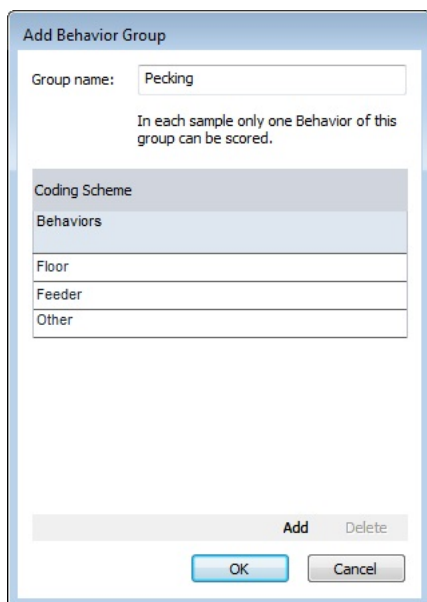 Add Behavior Group
Group name: Pecking
In each sample only one Behavior of this
group can be scored.
Coding Scheme
Behaviors
Floor
Feeder
Other
Add Delete
OK Cancel